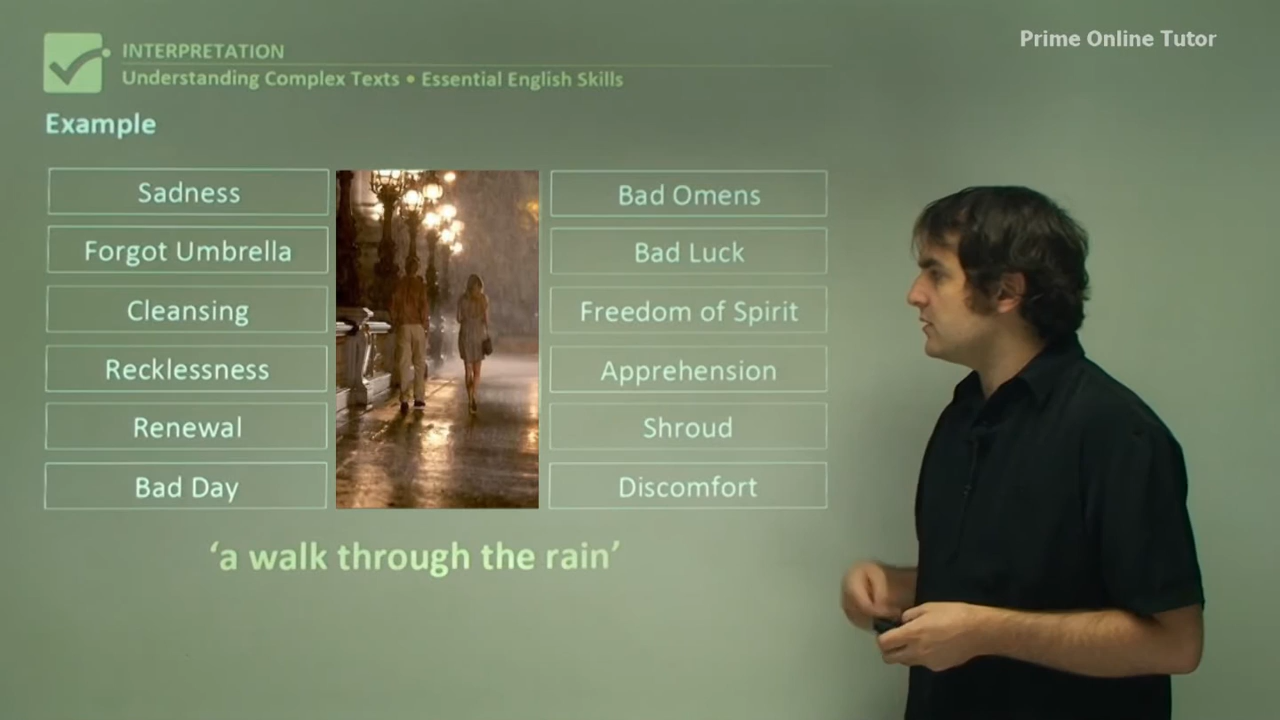 Prime Online Tutor
INTERPRETATION
Understanding Complex Texts • Essential English Skills
Example
Sadness
Forgot Umbrella
Cleansing
Recklessness
Renewal
Bad Day
Bad Omens
Bad Luck
Freedom of Spirit
Apprehension
Shroud
Discomfort
‘a walk through the rain’